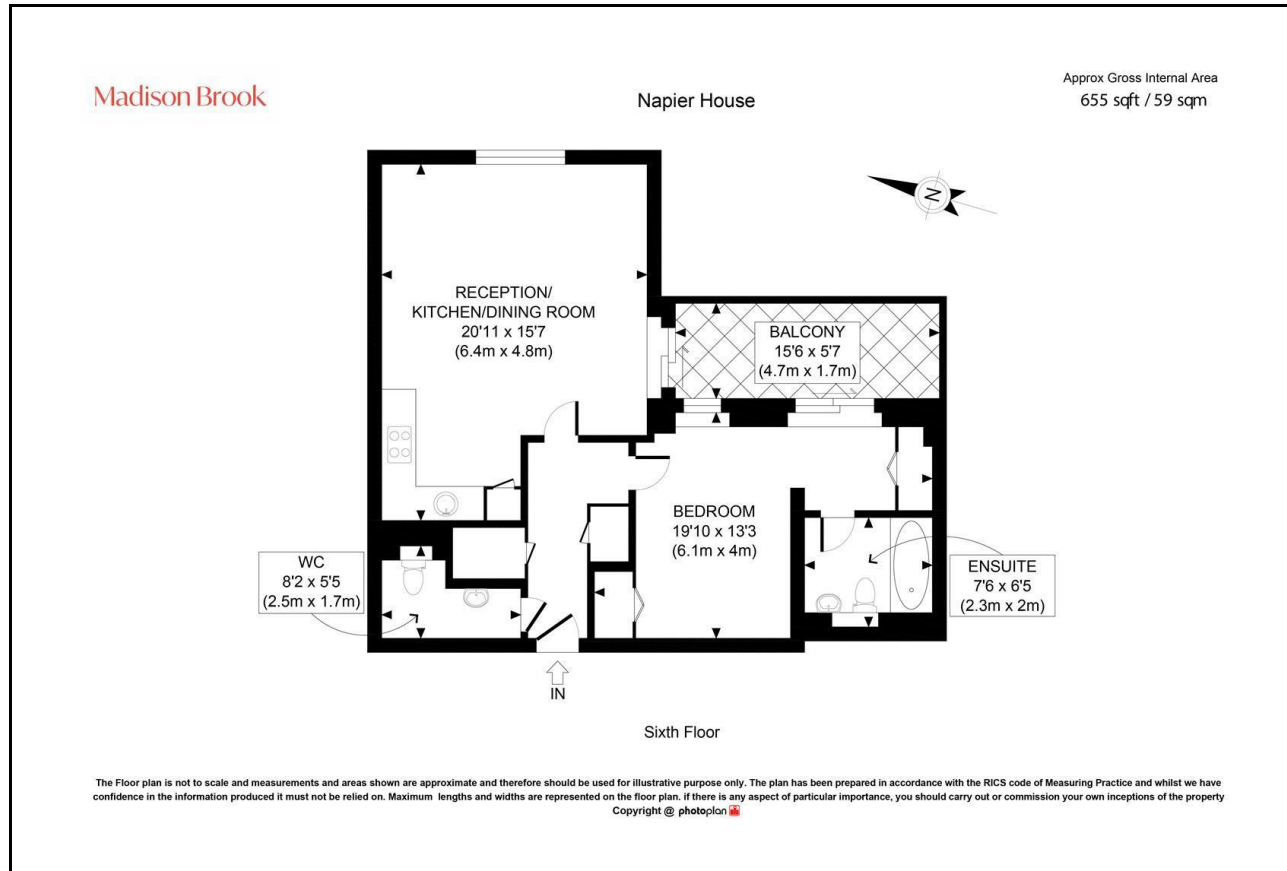 Madison Brook
Napier House
Approx Gross Internal Area
655 sqft / 59 sqm
N
RECEPTION/
KITCHEN/DINING ROOM
20'11 x 15'7
(6.4m x 4.8m)
BALCONY
15'6 x 5'7
(4.7m x 1.7m)
BEDROOM
19'10 x 13'3
(6.1m x 4m)
WC
8'2 x 5'5
(2.5m x 1.7m)
ENSUITE
7'6 x 6'5
(2.3m x 2m)
IN
Sixth Floor
The Floor plan is not to scale and measurements and areas shown are approximate and therefore should be used for illustrative purpose only. The plan has been prepared in accordance with the RICS code of Measuring Practice and whilst we have
confidence in the information produced it must not be relied on. Maximum lengths and widths are represented on the floor plan. if there is any aspect of particular importance, you should carry out or commission your own inceptions of the property
Copyright @ photoplan